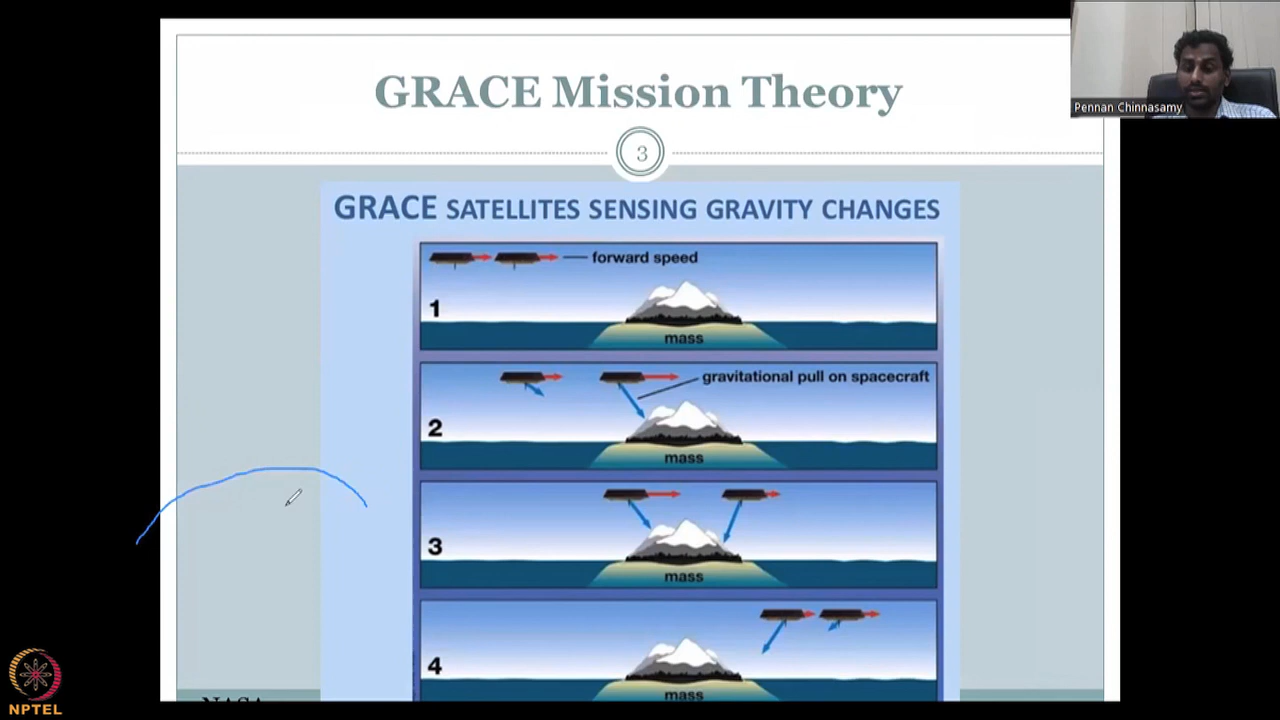 GRACE Mission Theory
Pennan Chinnasamy
3
GRACE SATELLITES SENSING GRAVITY CHANGES
forward speed
1
mass
gravitational pull on spacecraft
2
mass
3
mass
4
mass
NASA
NPTEL